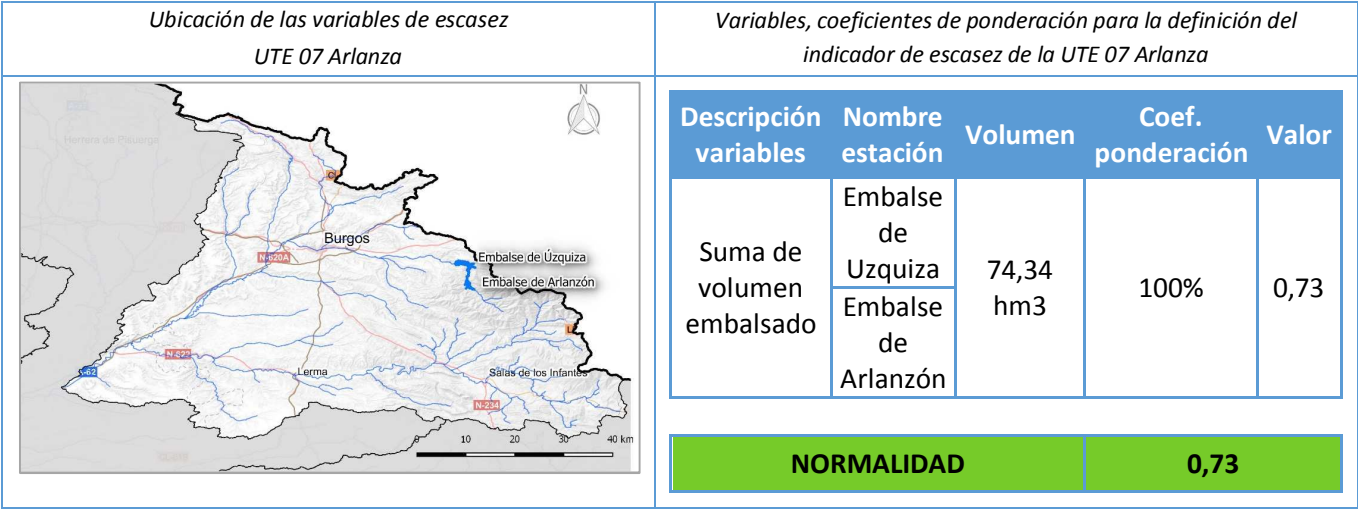 Ubicación de las variables de escasez
UTE 07 Arlanza
Variables, coeficientes de ponderación para la definición del
indicador de escasez de la UTE 07 Arlanza
N
Herrera de Pisuerga
Burgos
N-620A
Embalse de Úzquiza
Embalse de Arlanzón
N-622
Lerma
Salas de los Infantes
N-234
0 10 20 30 40 km
Descripción
variables
Nombre
estación
Volumen
Coef.
ponderación
Valor
Suma de
volumen
embalsado
Embalse
de
Uzquiza
Embalse
de
Arlanzón
74,34
hm3
100%
0,73
NORMALIDAD
0,73